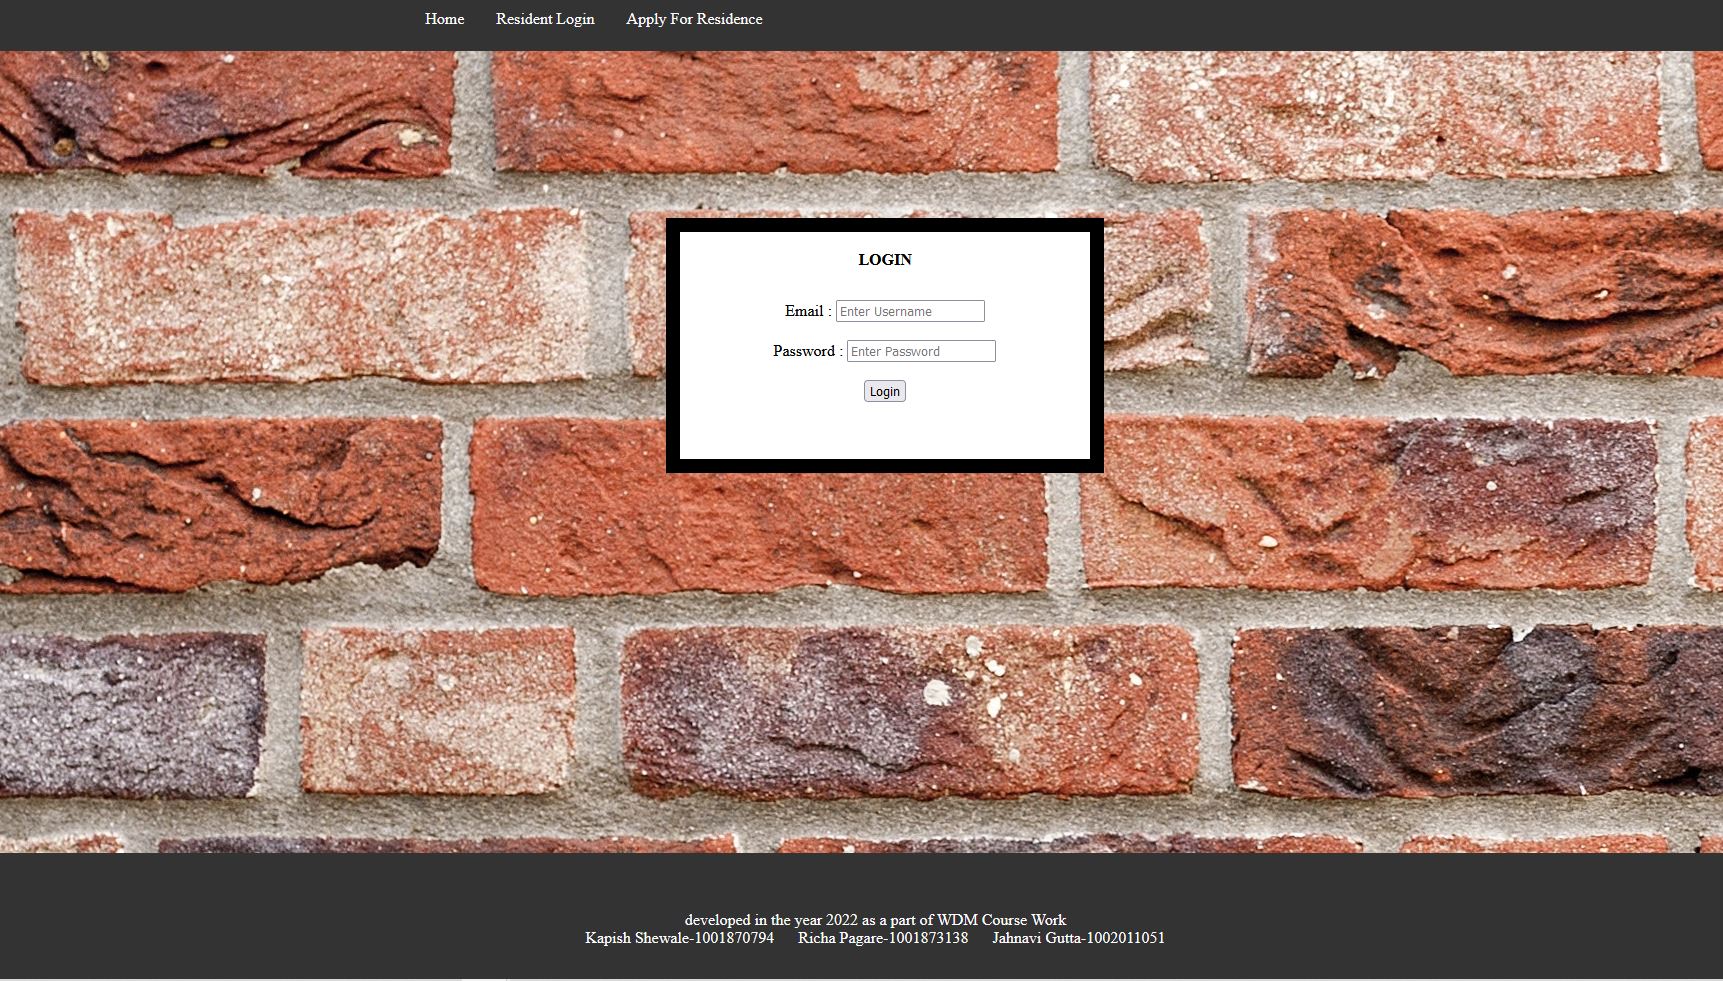 Home Resident Login Apply For Residence
LOGIN
Email : Enter Username
Password : Enter Password
Login
developed in the year 2022 as a part of WDM Course Work
Kapish Shewale-1001870794 Richa Pagare-1001873138 Jahnavi Gutta-1002011051